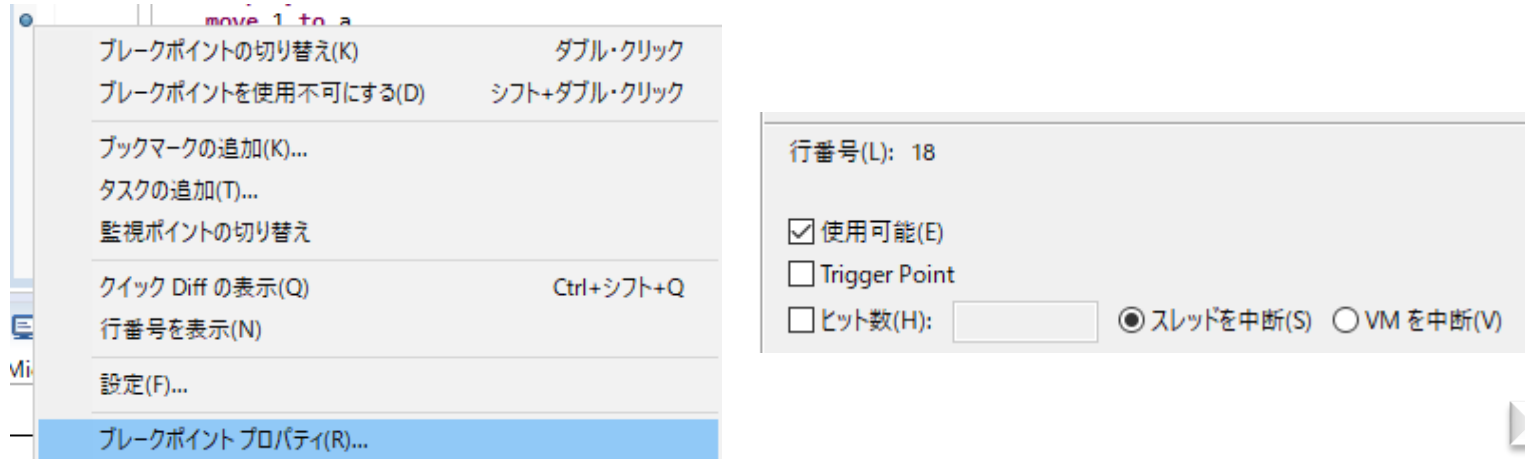 move 1 to a
ブレークポイントの切り替え(K) ダブル・クリック
ブレークポイントを使用不可にする(D) シフト+ダブル・クリック
ブックマークの追加(K)...
タスクの追加(T)...
監視ポイントの切り替え
クイック Diff の表示(Q) Ctrl+シフト+Q
行番号を表示(N)
設定(F)...
ブレークポイント プロパティ(R)...
Mi
行番号(L): 18
使用可能(E)
Trigger Point
ヒット数(H): スレッドを中断(S) VM を中断(V)